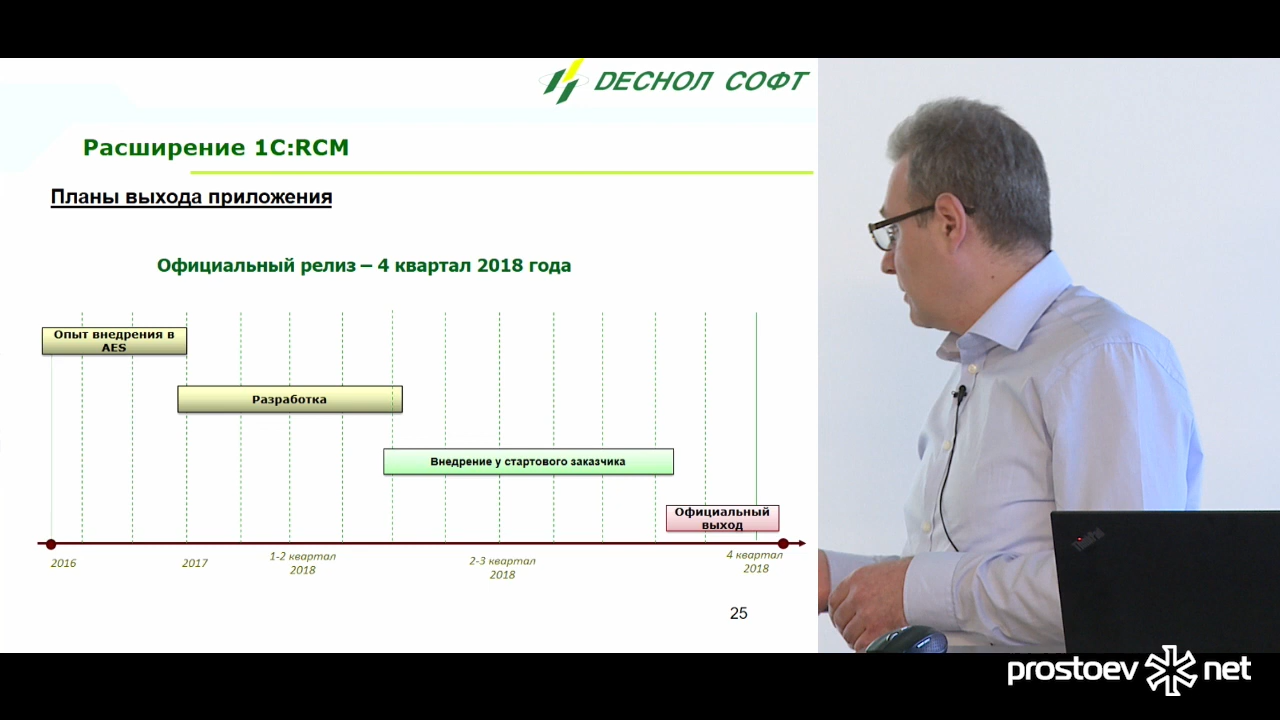 DЕСНОЛ СОФТ
Расширение 1С:RCM
Планы выхода приложения
Официальный релиз – 4 квартал 2018 года
Опыт внедрения в
AES
Разработка
Внедрение у стартового заказчика
Официальный
выход
2016
2017
1-2 квартал
2018
2-3 квартал
2018
4 квартал
2018
25
ThinkPad
prostoev net